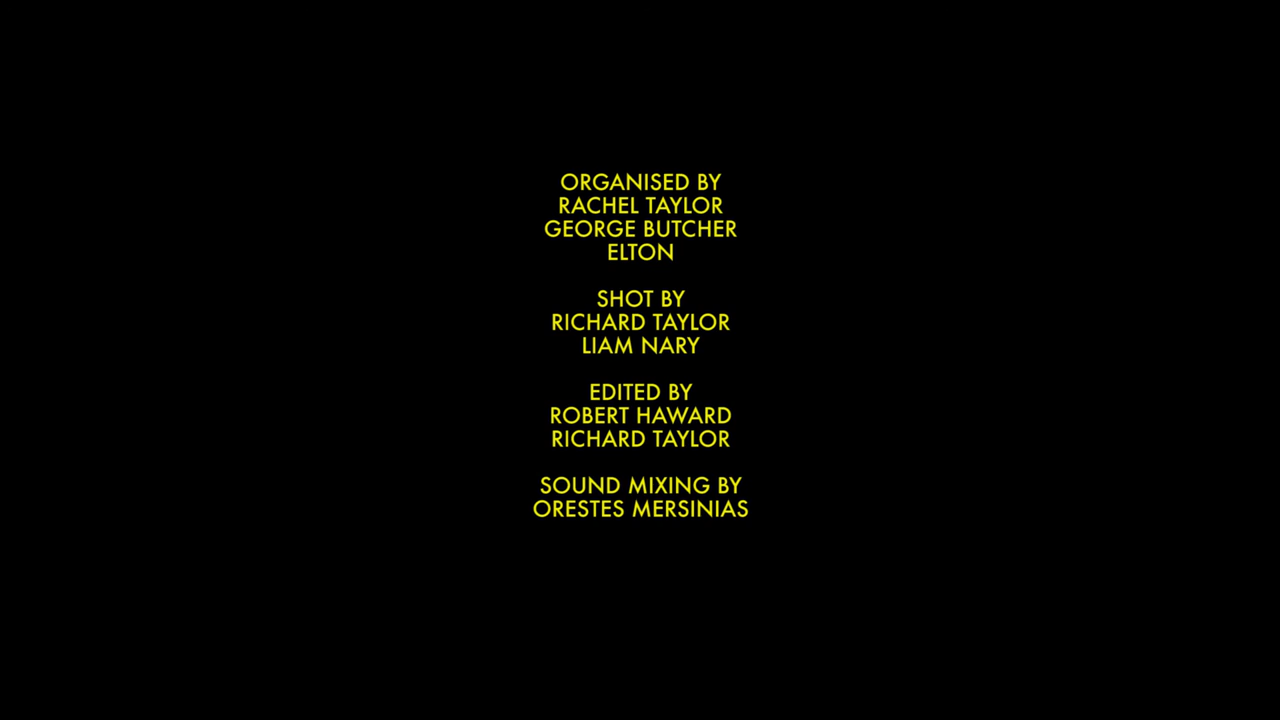 ORGANISED BY
RACHEL TAYLOR
GEORGE BUTCHER
ELTON
SHOT BY
RICHARD TAYLOR
LIAM NARY
EDITED BY
ROBERT HAWARD
RICHARD TAYLOR
SOUND MIXING BY
ORESTES MERSINIAS